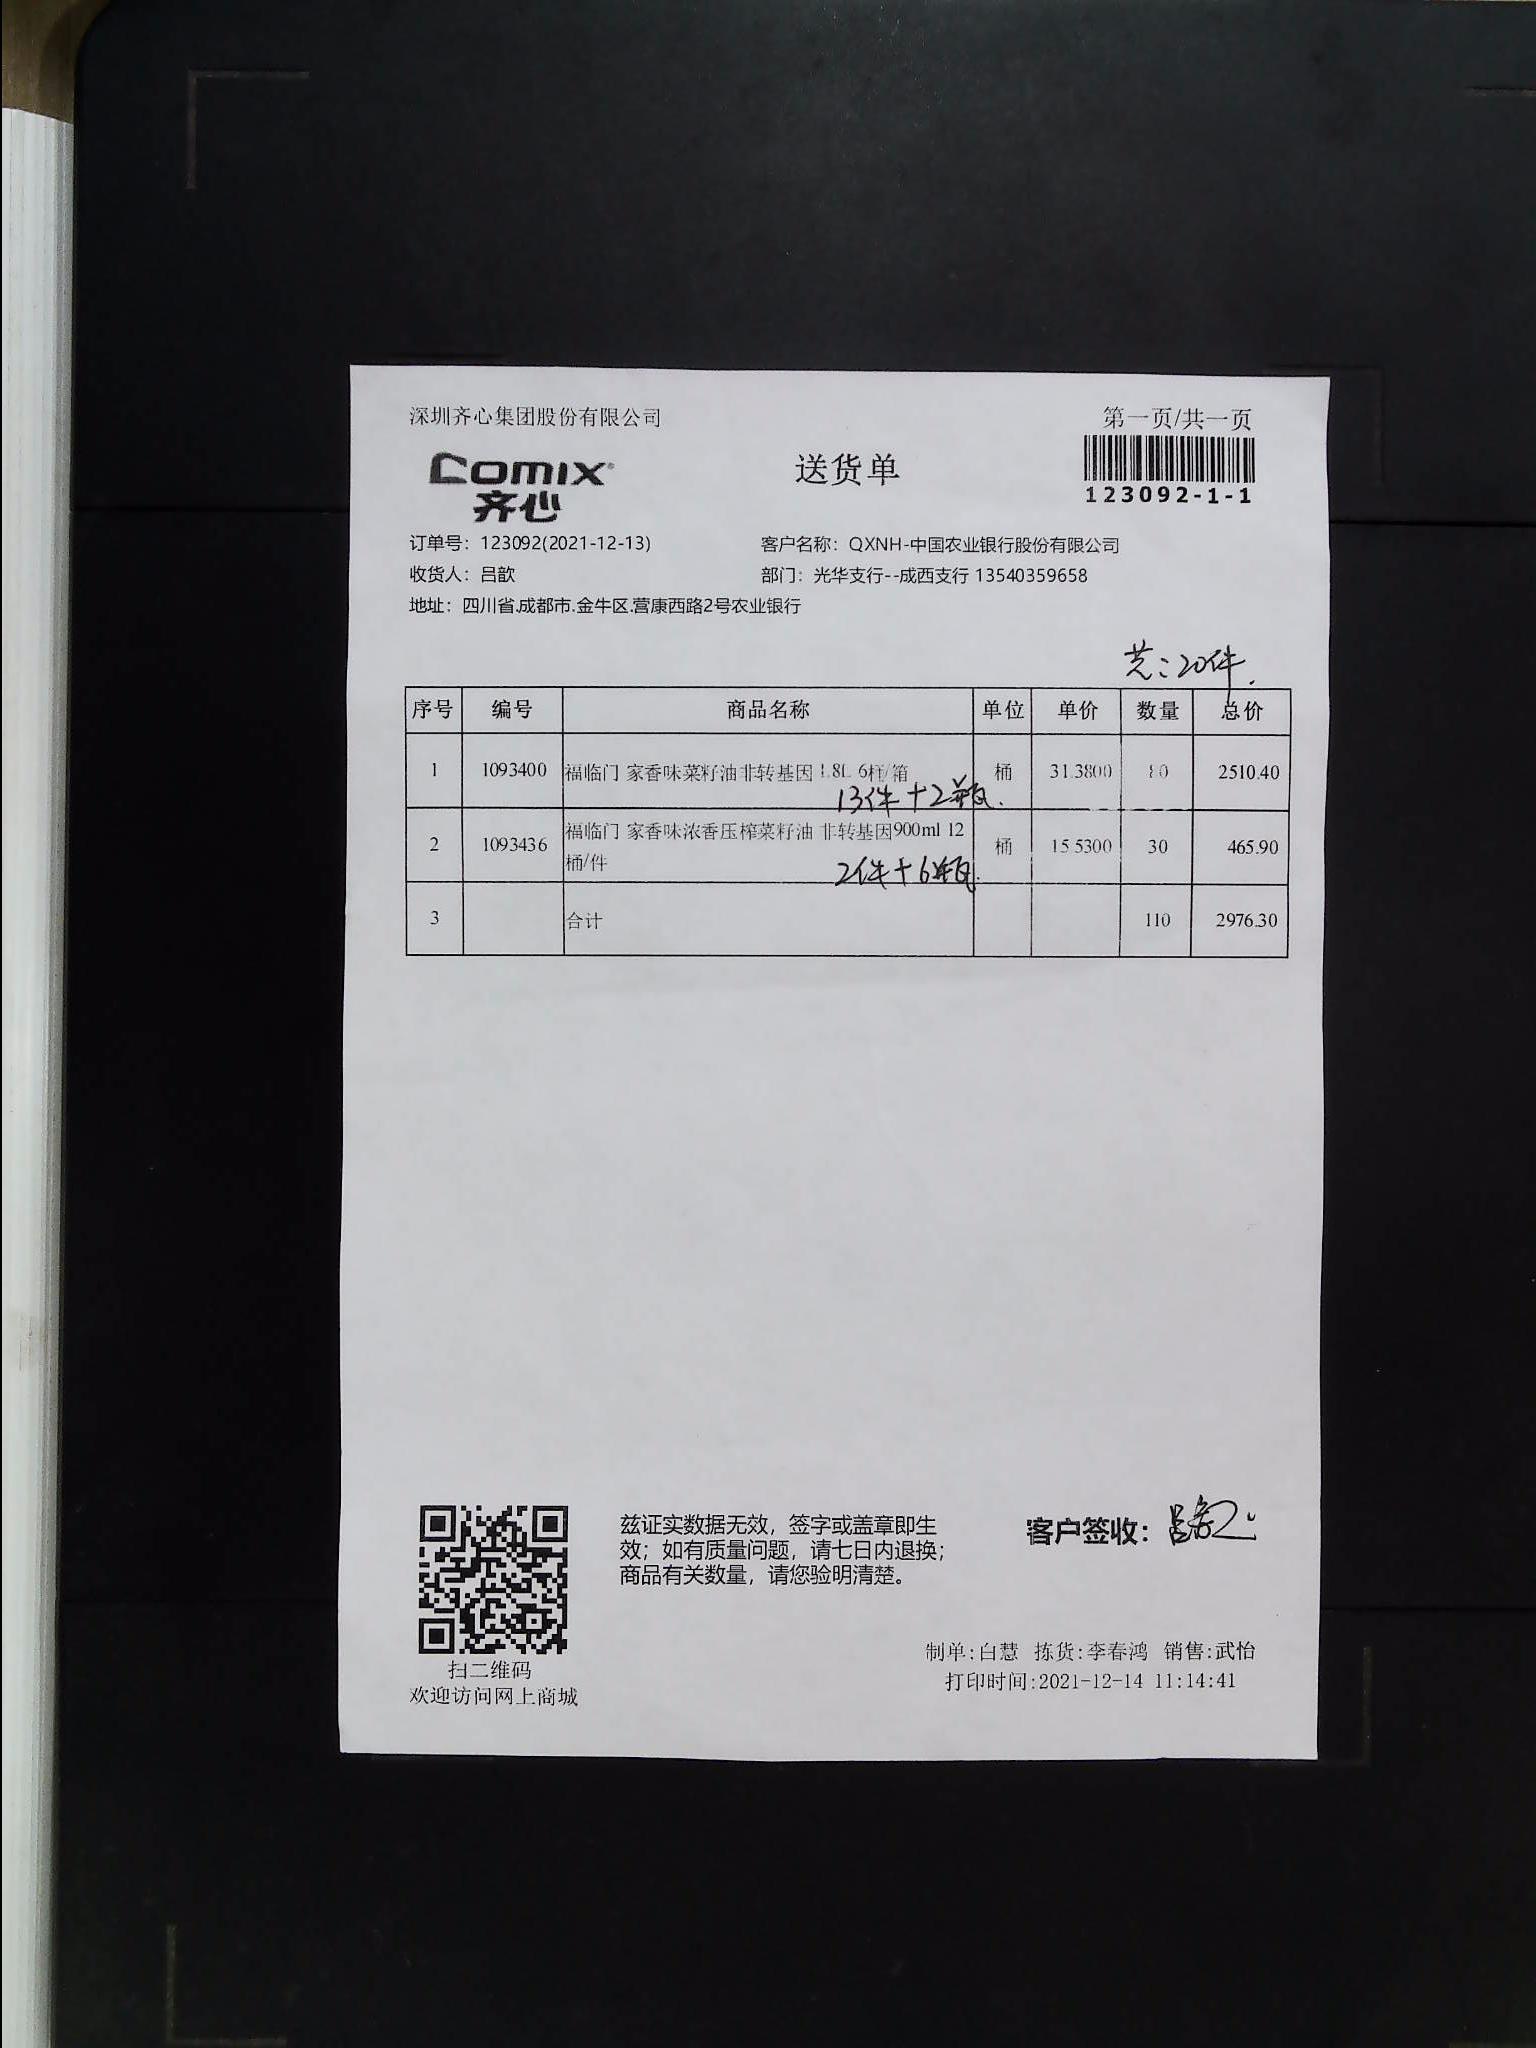 深圳齐心集团股份有限公司
第一页/共一页
Comix
齐心
送货单
123092-1-1
订单号：123092(2021-12-13)
客户名称：QXNH-中国农业银行股份有限公司
收货人：吕歆
部门：光华支行--成西支行 13540359658
地址：四川省.成都市.金牛区.营康西路2号农业银行
共：20件.
序号 编号 商品名称 单位 单价 数量 总价
1 1093400 福临门 家香味菜籽油非转基因 1.8L 6桶/箱 桶 31.3800 80 2510.40
13件+2瓶.
2 1093436 福临门 家香味浓香压榨菜籽油 非转基因900ml 12 桶 15.5300 30 465.90
桶/件
2件+6瓶.
3 合计 110 2976.30
兹证实数据无效，签字或盖章即生
效；如有质量问题，请七日内退换；
商品有关数量，请您验明清楚。
客户签收：吕歆
扫二维码
欢迎访问网上商城
制单:白慧 拣货:李春鸿 销售:武怡
打印时间:2021-12-14 11:14:41